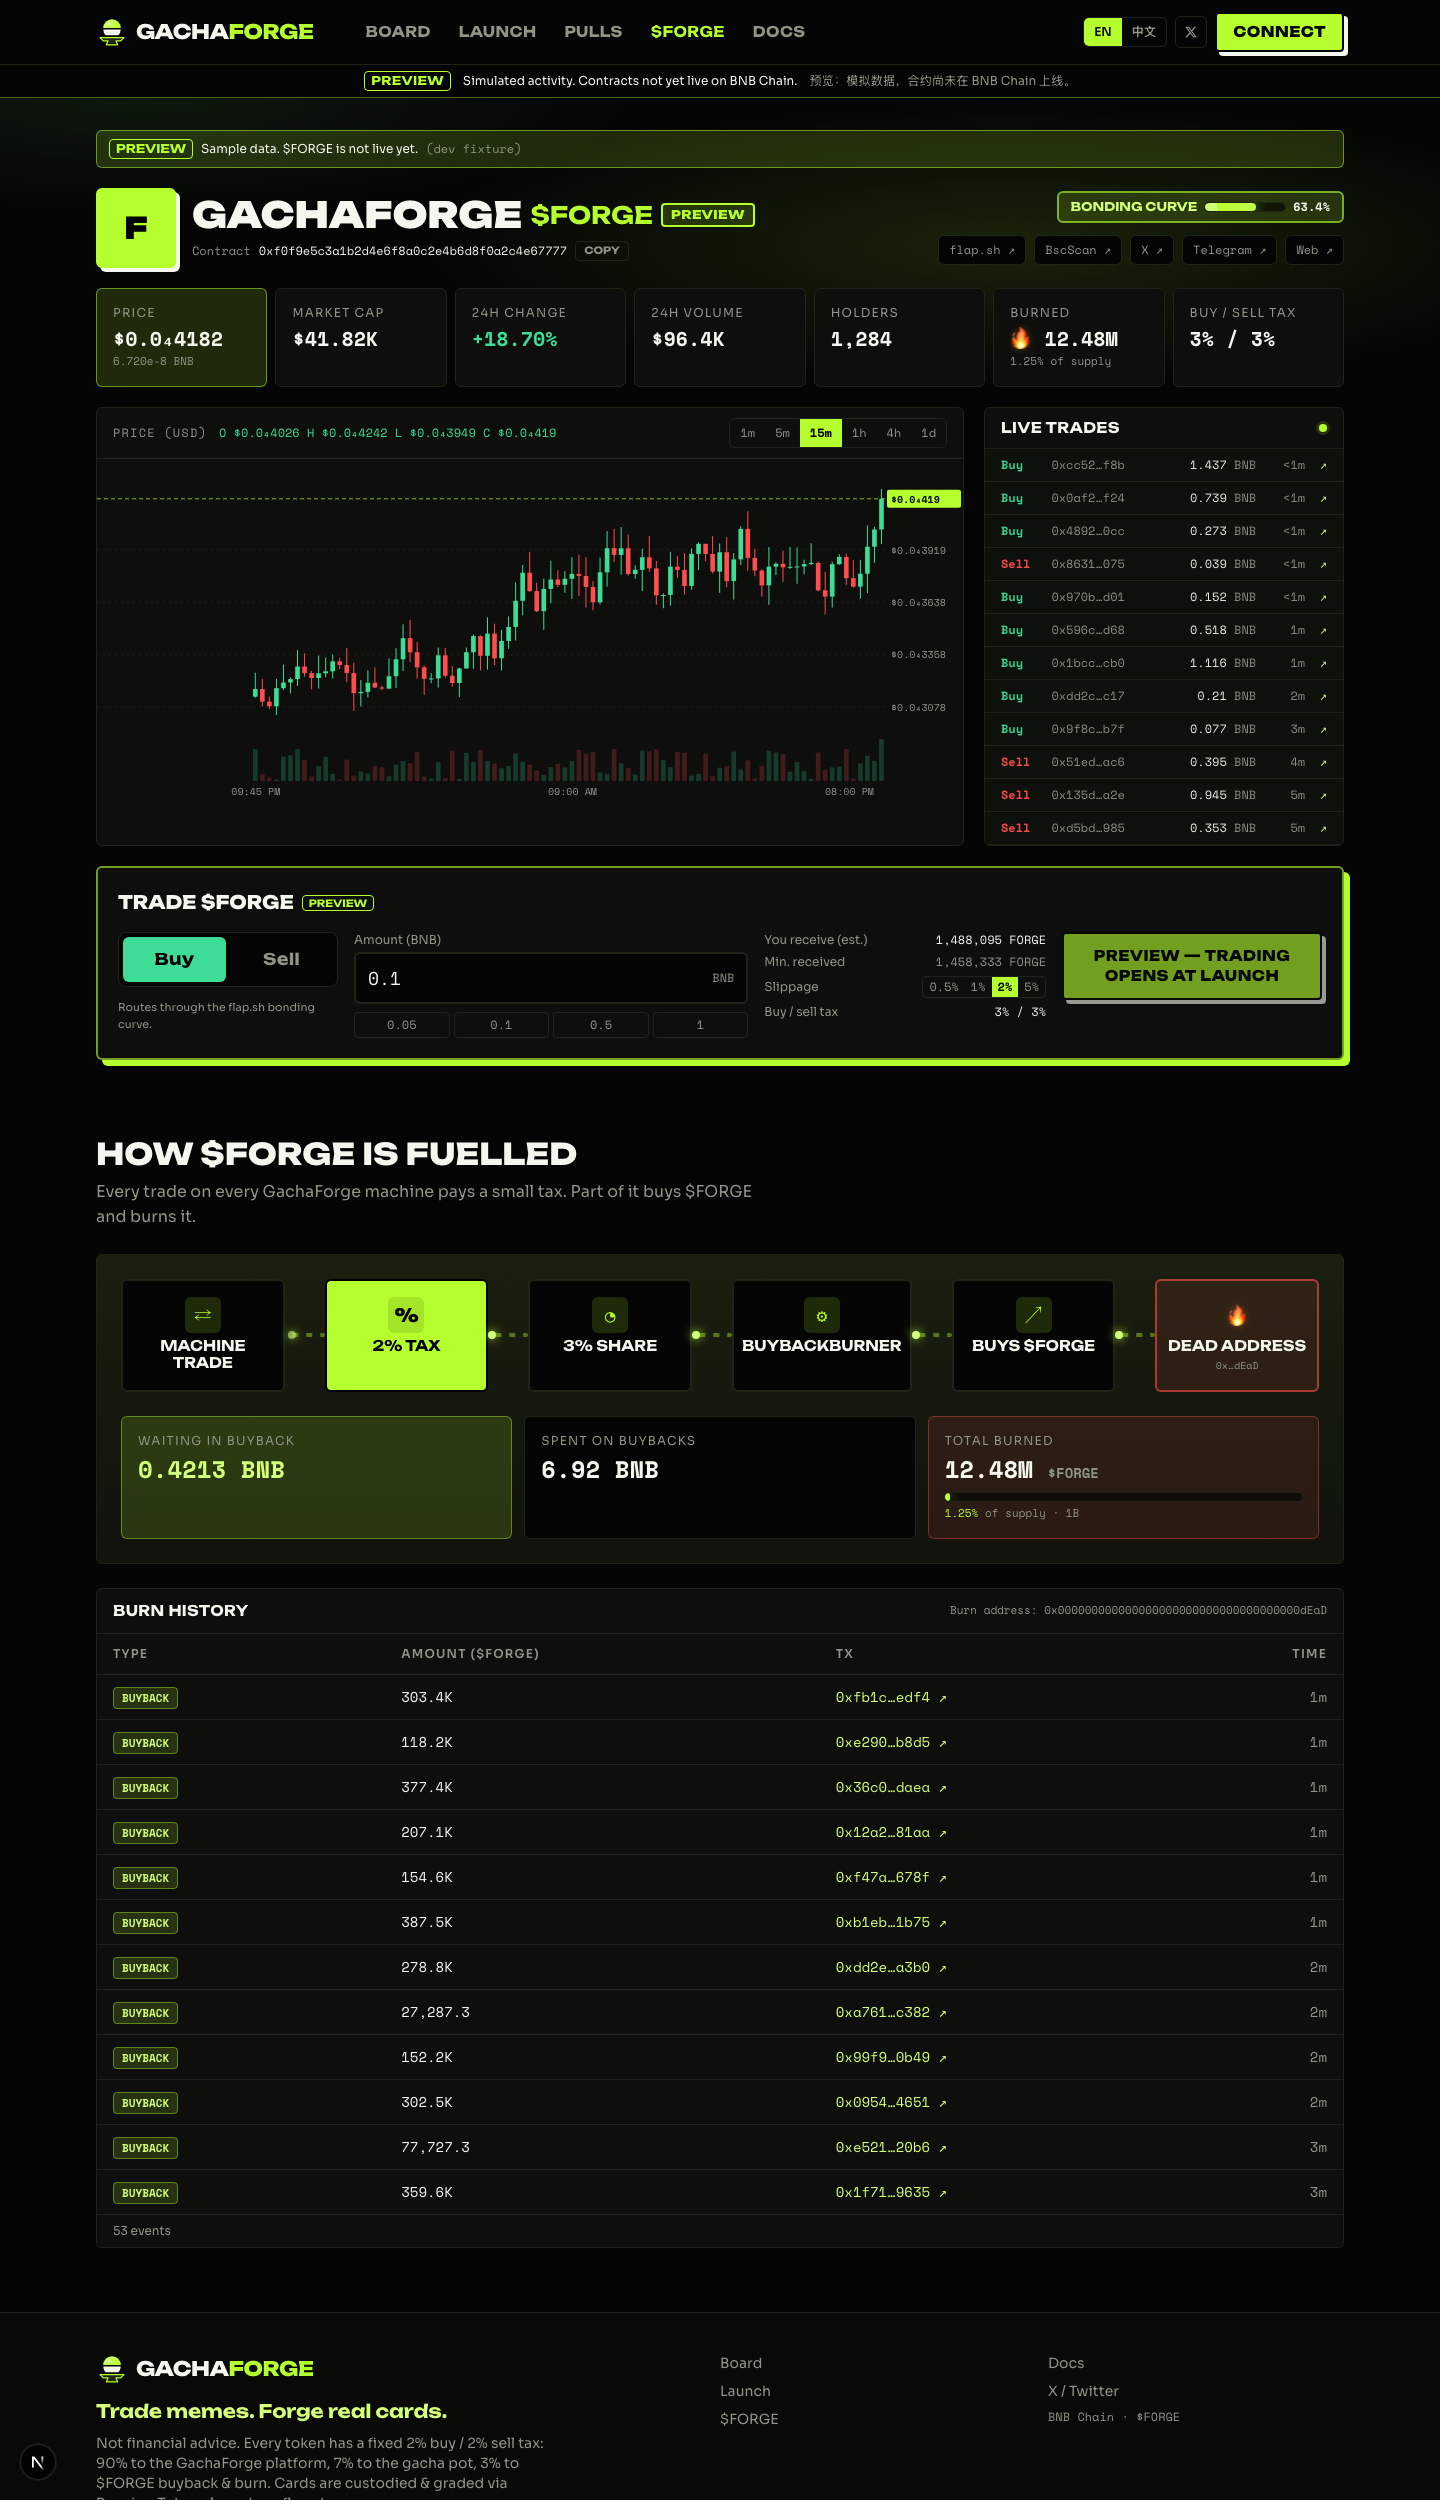 GACHAFORGE BOARD LAUNCH PULLS $FORGE DOCS EN 中文 X CONNECT
PREVIEW Simulated activity. Contracts not yet live on BNB Chain. 预览：模拟数据，合约尚未在 BNB Chain 上线。
PREVIEW Sample data. $FORGE is not live yet. (dev fixture)
F
GACHAFORGE $FORGE PREVIEW
Contract 0xf0f9e5c3a1b2d4e6f8a0c2e4b6d8f0a2c4e67777 COPY
BONDING CURVE 63.4%
flap.sh ↗ BscScan ↗ X ↗ Telegram ↗ Web ↗
PRICE
$0.0₄4182
6.720e-8 BNB
MARKET CAP
$41.82K
24H CHANGE
+18.70%
24H VOLUME
$96.4K
HOLDERS
1,284
BURNED
🔥 12.48M
1.25% of supply
BUY / SELL TAX
3% / 3%
PRICE (USD) O $0.0₄4026 H $0.0₄4242 L $0.0₄3949 C $0.0₄419
1m 5m 15m 1h 4h 1d
$0.0₄419
$0.0₄3919
$0.0₄3638
$0.0₄3358
$0.0₄3078
09:45 PM 09:00 AM 08:00 PM
LIVE TRADES
Buy 0xcc52…f8b 1.437 BNB <1m ↗
Buy 0x0af2…f24 0.739 BNB <1m ↗
Buy 0x4892…0cc 0.273 BNB <1m ↗
Sell 0x8631…075 0.039 BNB <1m ↗
Buy 0x970b…d01 0.152 BNB <1m ↗
Buy 0x596c…d68 0.518 BNB 1m ↗
Buy 0x1bcc…cb0 1.116 BNB 1m ↗
Buy 0xdd2c…c17 0.21 BNB 2m ↗
Buy 0x9f8c…b7f 0.077 BNB 3m ↗
Sell 0x51ed…ac6 0.395 BNB 4m ↗
Sell 0x135d…a2e 0.945 BNB 5m ↗
Sell 0xd5bd…985 0.353 BNB 5m ↗
TRADE $FORGE PREVIEW
Buy Sell
Routes through the flap.sh bonding
curve.
Amount (BNB)
0.1 BNB
0.05 0.1 0.5 1
You receive (est.) 1,488,095 FORGE
Min. received 1,458,333 FORGE
Slippage 0.5% 1% 2% 5%
Buy / sell tax 3% / 3%
PREVIEW — TRADING
OPENS AT LAUNCH
HOW $FORGE IS FUELLED
Every trade on every GachaForge machine pays a small tax. Part of it buys $FORGE
and burns it.
MACHINE
TRADE
%
2% TAX
3% SHARE
BUYBACKBURNER
BUYS $FORGE
DEAD ADDRESS
0x…dEaD
WAITING IN BUYBACK
0.4213 BNB
SPENT ON BUYBACKS
6.92 BNB
TOTAL BURNED
12.48M $FORGE
1.25% of supply · 1B
BURN HISTORY Burn address: 0x000000000000000000000000000000000000dEaD
TYPE AMOUNT ($FORGE) TX TIME
BUYBACK 303.4K 0xfb1c…edf4 ↗ 1m
BUYBACK 118.2K 0xe290…b8d5 ↗ 1m
BUYBACK 377.4K 0x36c0…daea ↗ 1m
BUYBACK 207.1K 0x12a2…81aa ↗ 1m
BUYBACK 154.6K 0xf47a…678f ↗ 1m
BUYBACK 387.5K 0xb1eb…1b75 ↗ 1m
BUYBACK 278.8K 0xdd2e…a3b0 ↗ 2m
BUYBACK 27,287.3 0xa761…c382 ↗ 2m
BUYBACK 152.2K 0x99f9…0b49 ↗ 2m
BUYBACK 302.5K 0x0954…4651 ↗ 2m
BUYBACK 77,727.3 0xe521…20b6 ↗ 3m
BUYBACK 359.6K 0x1f71…9635 ↗ 3m
53 events
GACHAFORGE
Trade memes. Forge real cards.
Not financial advice. Every token has a fixed 2% buy / 2% sell tax:
90% to the GachaForge platform, 7% to the gacha pot, 3% to
$FORGE buyback & burn. Cards are custodied & graded via
Board
Launch
$FORGE
Docs
X / Twitter
BNB Chain · $FORGE
N